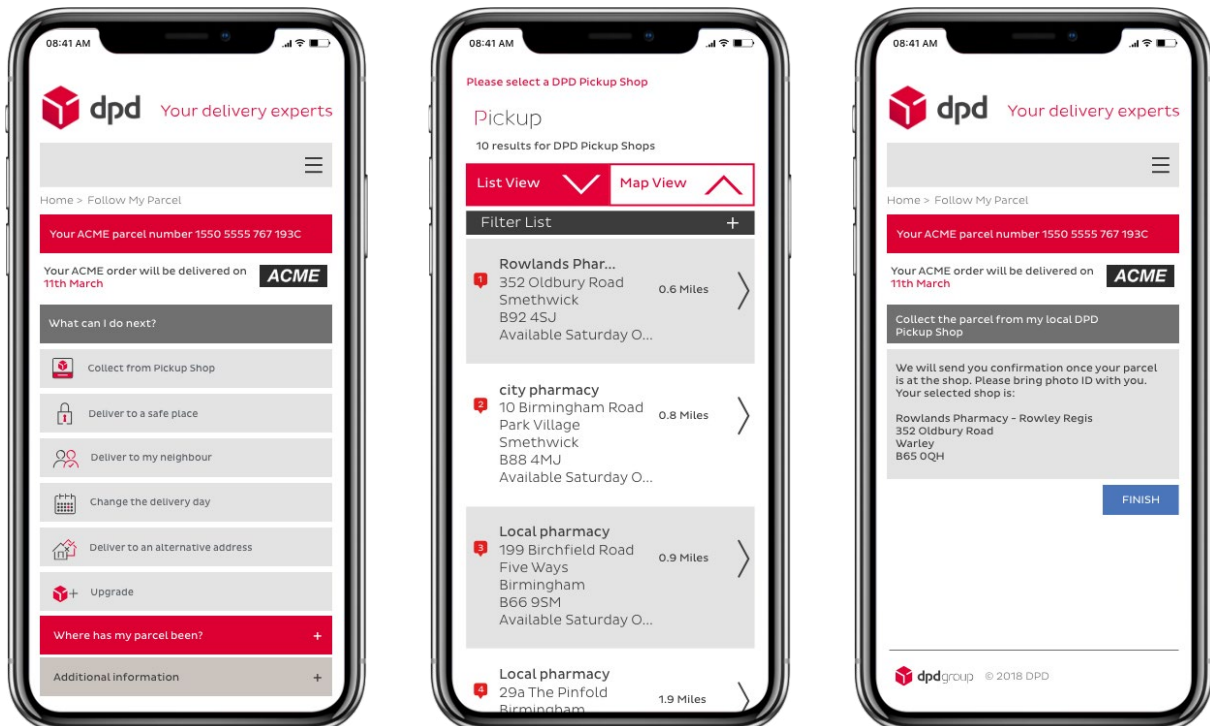 08:41 AM
dpd Your delivery experts
Home > Follow My Parcel
Your ACME parcel number 1550 5555 767 193C
Your ACME order will be delivered on
11th March
ACME
What can I do next?
Collect from Pickup Shop
Deliver to a safe place
Deliver to my neighbour
Change the delivery day
Deliver to an alternative address
Upgrade
Where has my parcel been? +
Additional information +
08:41 AM
Please select a DPD Pickup Shop
Pickup
10 results for DPD Pickup Shops
List View Map View
Filter List +
1
Rowlands Phar...
352 Oldbury Road
Smethwick
B92 4SJ
Available Saturday O...
0.6 Miles
2
city pharmacy
10 Birmingham Road
Park Village
Smethwick
B88 4MJ
Available Saturday O...
0.8 Miles
3
Local pharmacy
199 Birchfield Road
Five Ways
Birmingham
B66 9SM
Available Saturday O...
0.9 Miles
4
Local pharmacy
29a The Pinfold
Birmingham
1.9 Miles
08:41 AM
dpd Your delivery experts
Home > Follow My Parcel
Your ACME parcel number 1550 5555 767 193C
Your ACME order will be delivered on
11th March
ACME
Collect the parcel from my local DPD
Pickup Shop
We will send you confirmation once your parcel
is at the shop. Please bring photo ID with you.
Your selected shop is:
Rowlands Pharmacy - Rowley Regis
352 Oldbury Road
Warley
B65 0QH
FINISH
dpdgroup © 2018 DPD